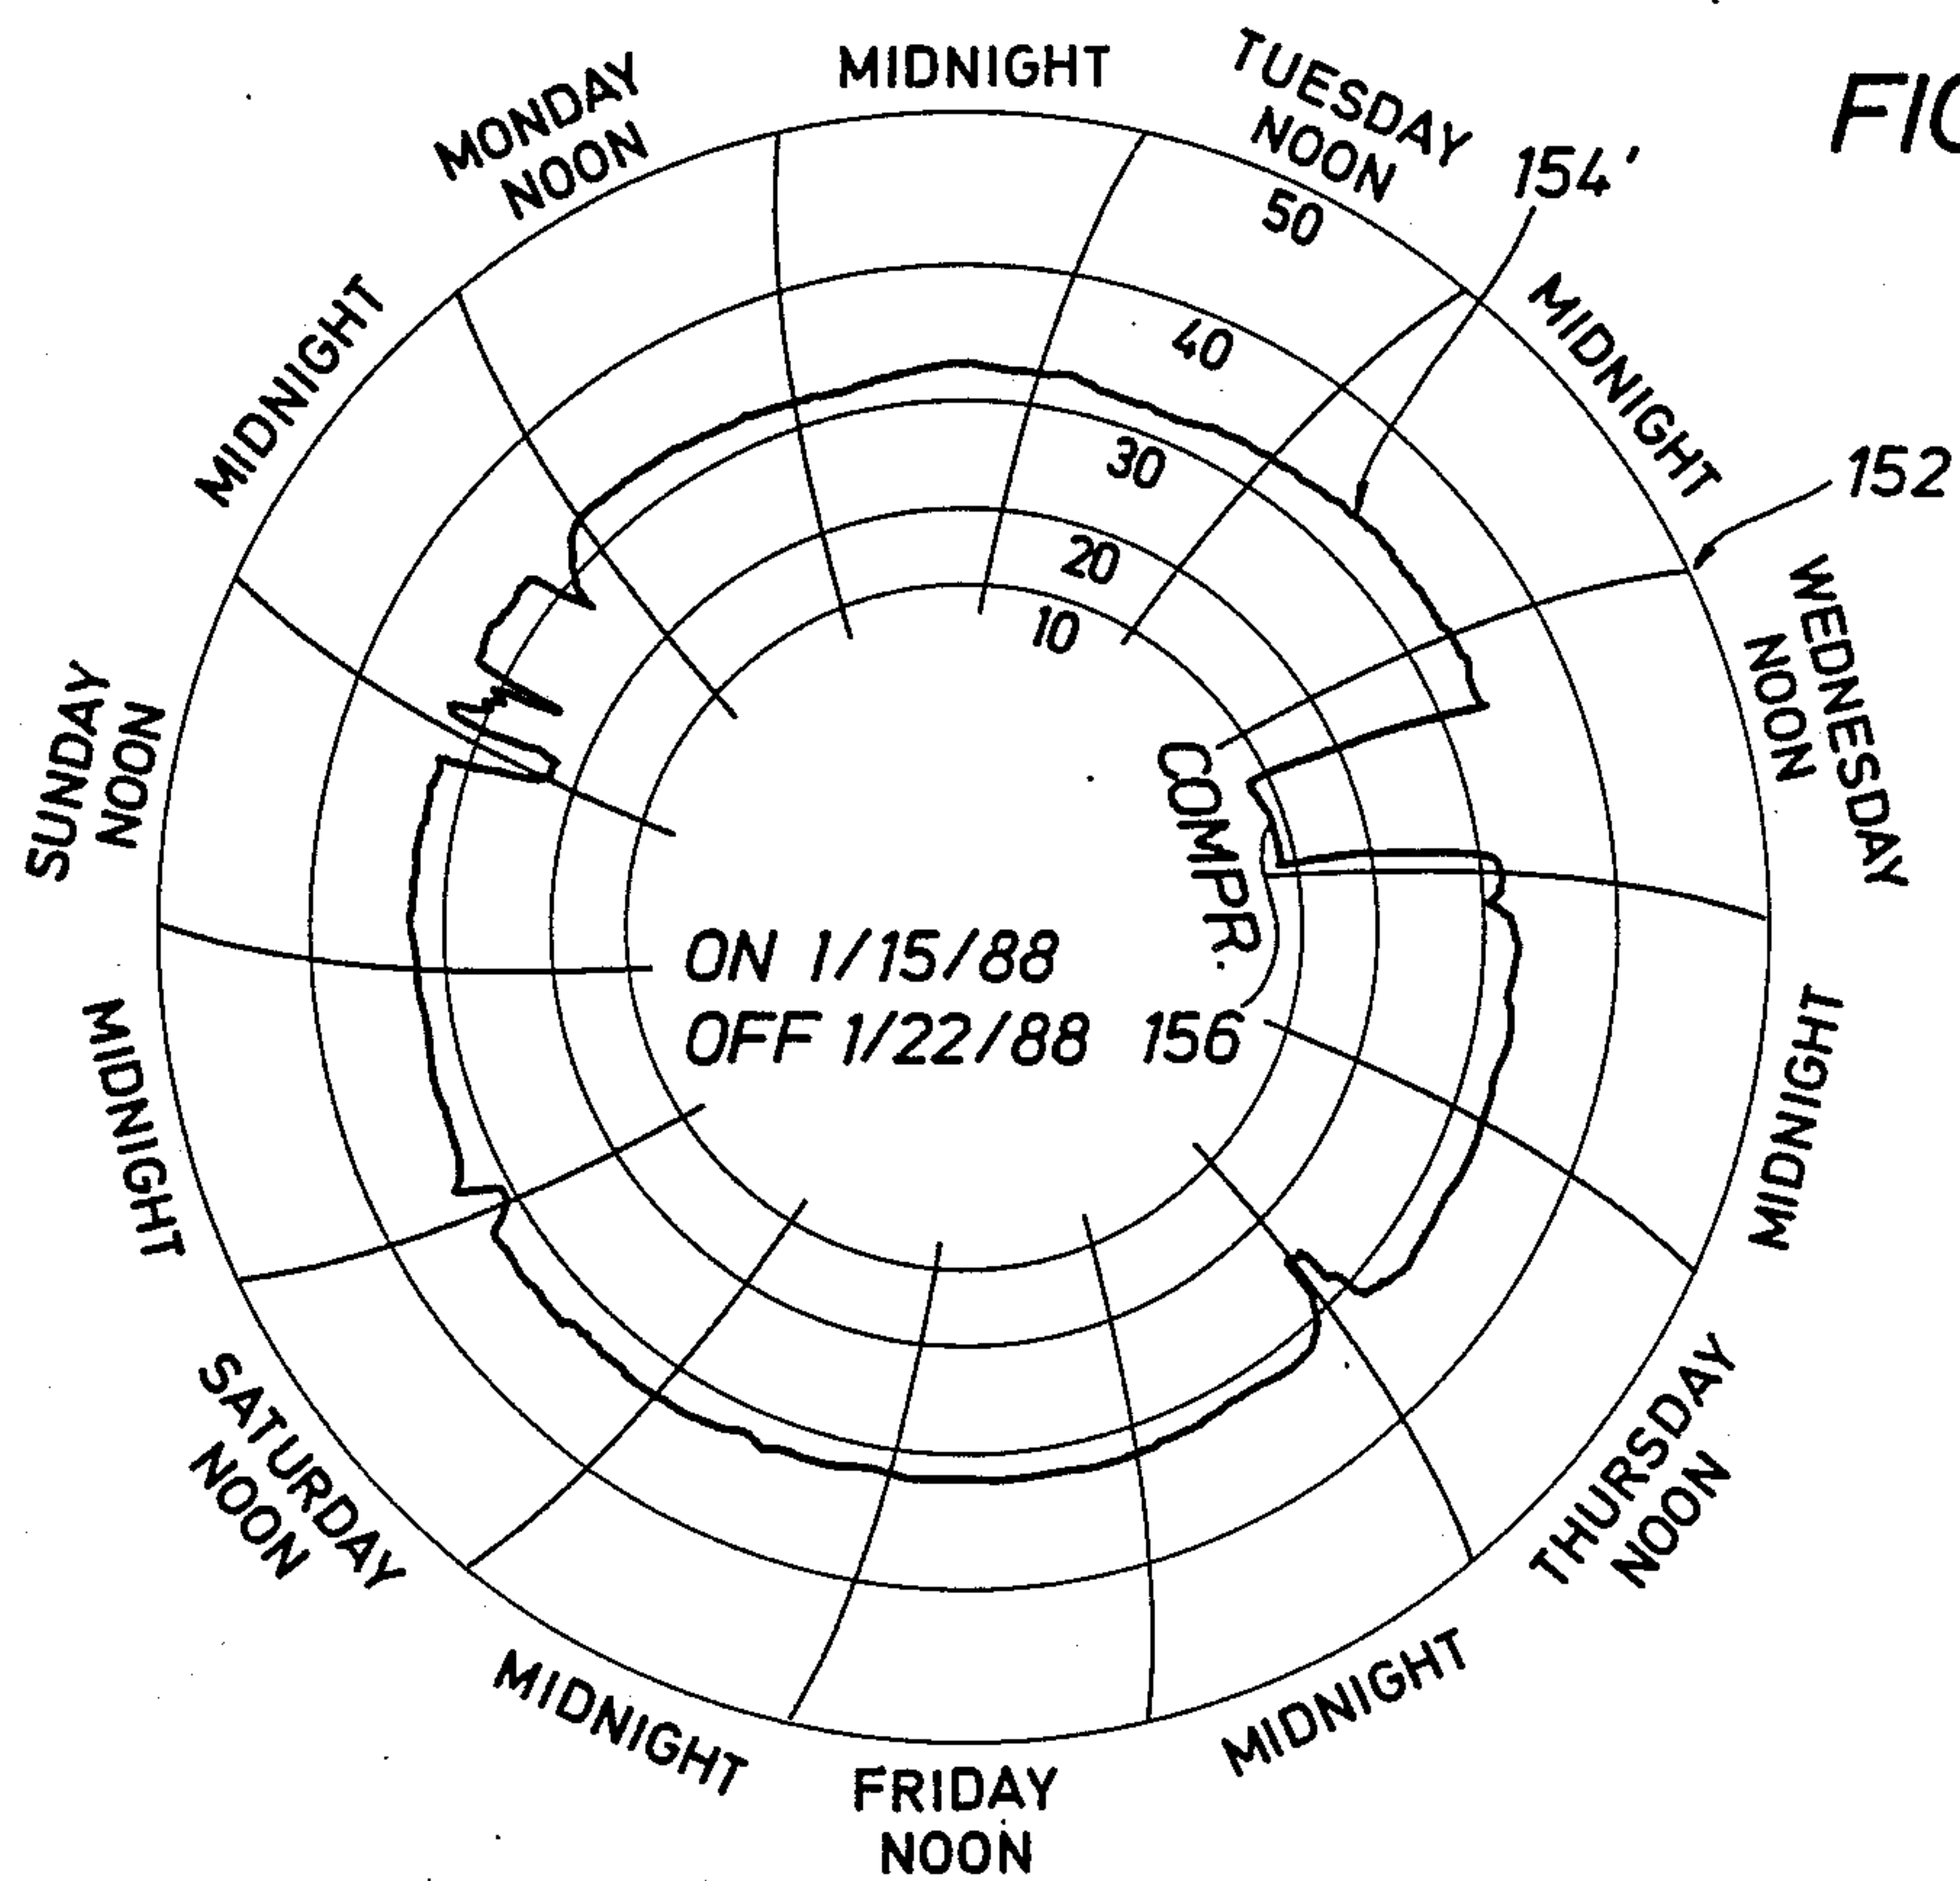 MIDNIGHT
TUESDAY
NOON
154'
FIG
50
MIDNIGHT
152
WEDNESDAY
NOON
MIDNIGHT
THURSDAY
NOON
MIDNIGHT
FRIDAY
NOON
MIDNIGHT
SATURDAY
NOON
MIDNIGHT
SUNDAY
NOON
MIDNIGHT
MONDAY
NOON
40
30
20
10
COMPR.
ON 1/15/88
OFF 1/22/88 156